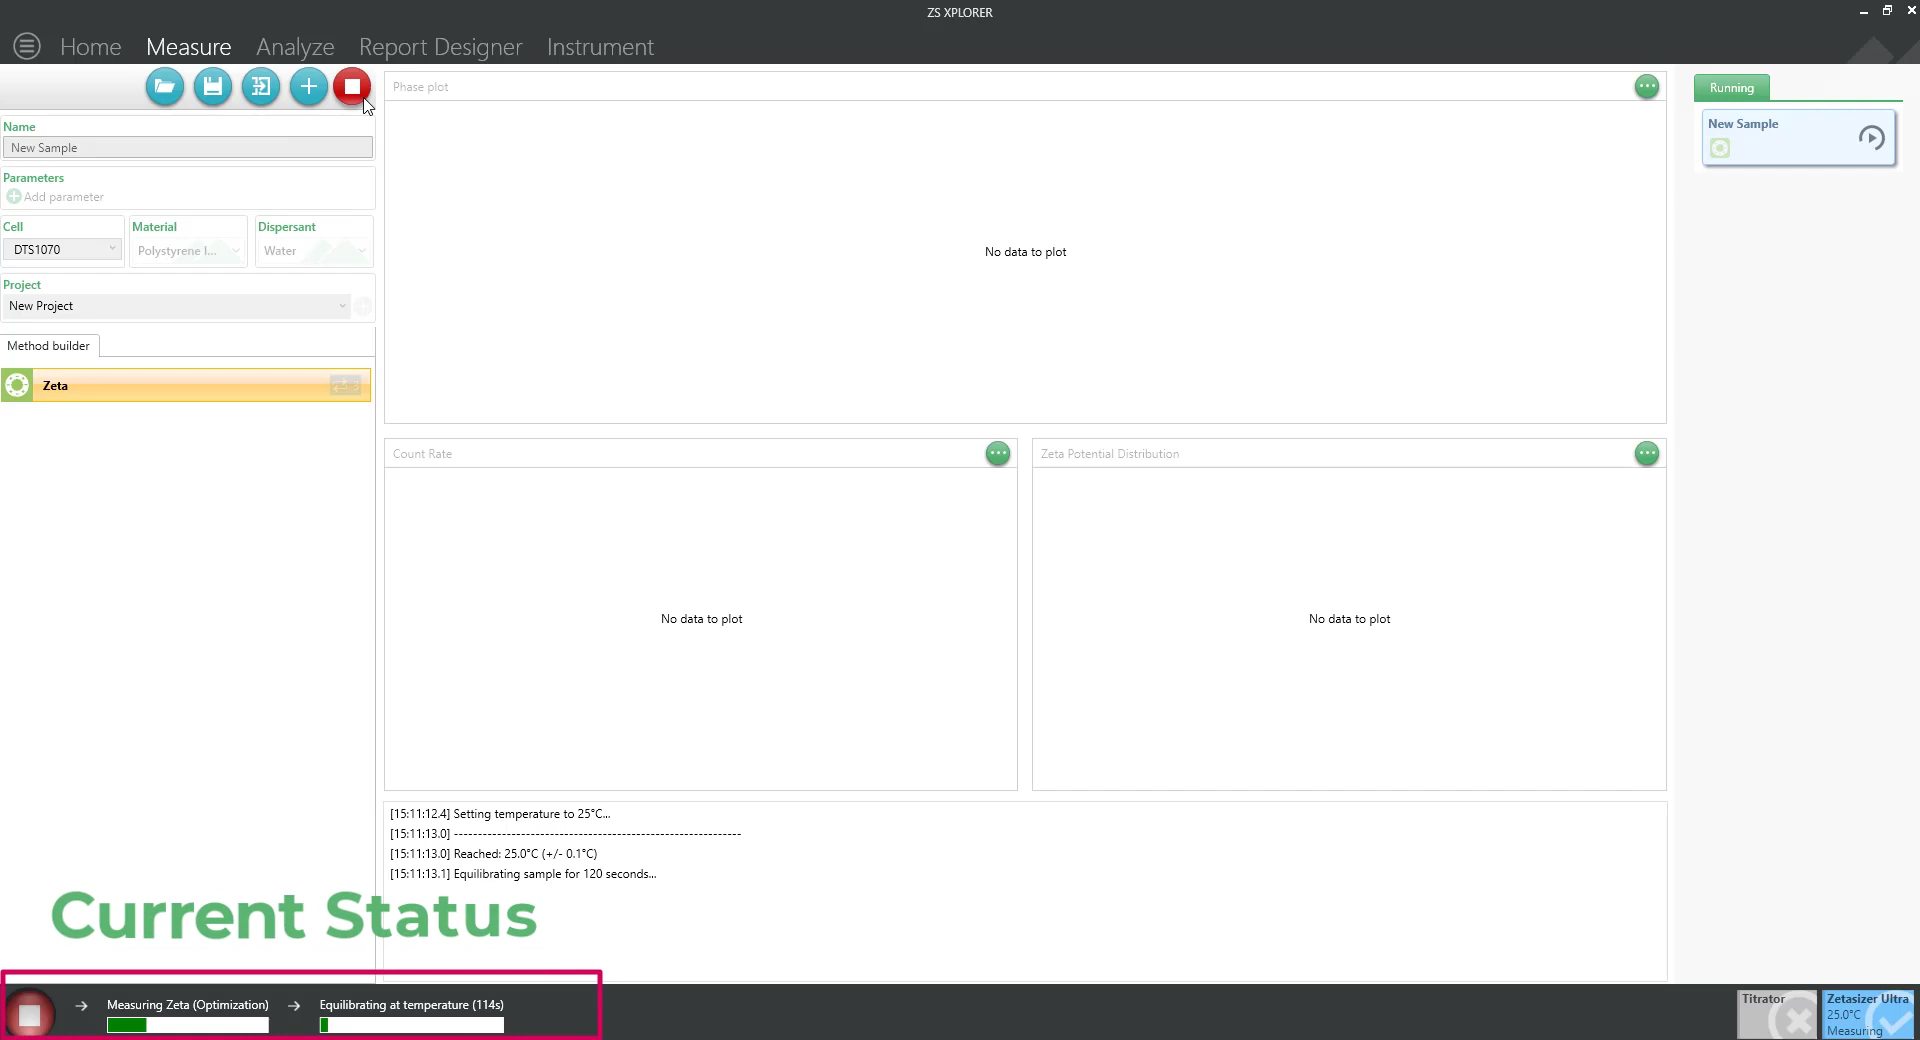 ZS XPLORER
Home Measure Analyze Report Designer Instrument
Name
New Sample
Parameters
Add parameter
Cell Material Dispersant
DTS1070 Polystyrene l... Water
Project
New Project
Method builder
Zeta
Phase plot
No data to plot
Count Rate
No data to plot
Zeta Potential Distribution
No data to plot
[15:11:12.4] Setting temperature to 25°C...
[15:11:13.0] ------------------------------------------------------------
[15:11:13.0] Reached: 25.0°C (+/- 0.1°C)
[15:11:13.1] Equilibrating sample for 120 seconds...
Running
New Sample
Current Status
Measuring Zeta (Optimization) → Equilibrating at temperature (114s)
Titrator
Zetasizer Ultra
25.0°C
Measuring